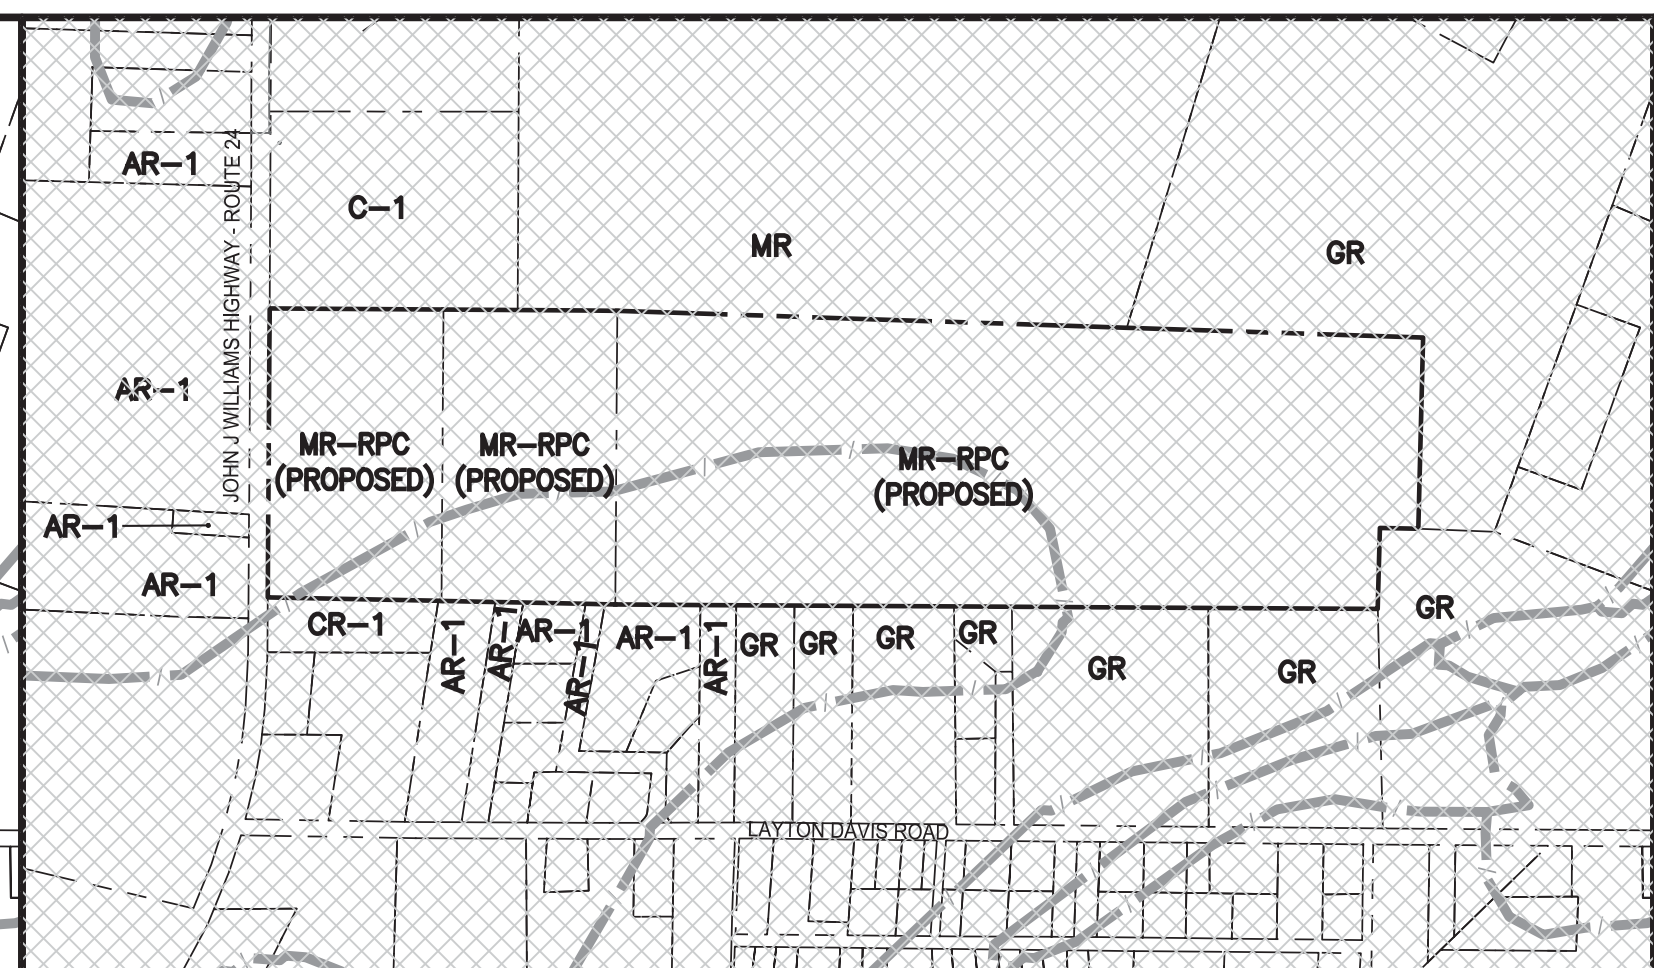 AR-1
C-1
MR
GR
JOHN J WILLIAMS HIGHWAY - ROUTE 24
AR-1
MR-RPC
(PROPOSED)
MR-RPC
(PROPOSED)
MR-RPC
(PROPOSED)
AR-1
AR-1
CR-1
AR-1
AR-1
AR-1
AR-1
AR-1
AR-1
GR
GR
GR
GR
GR
GR
GR
LAYTON DAVIS ROAD